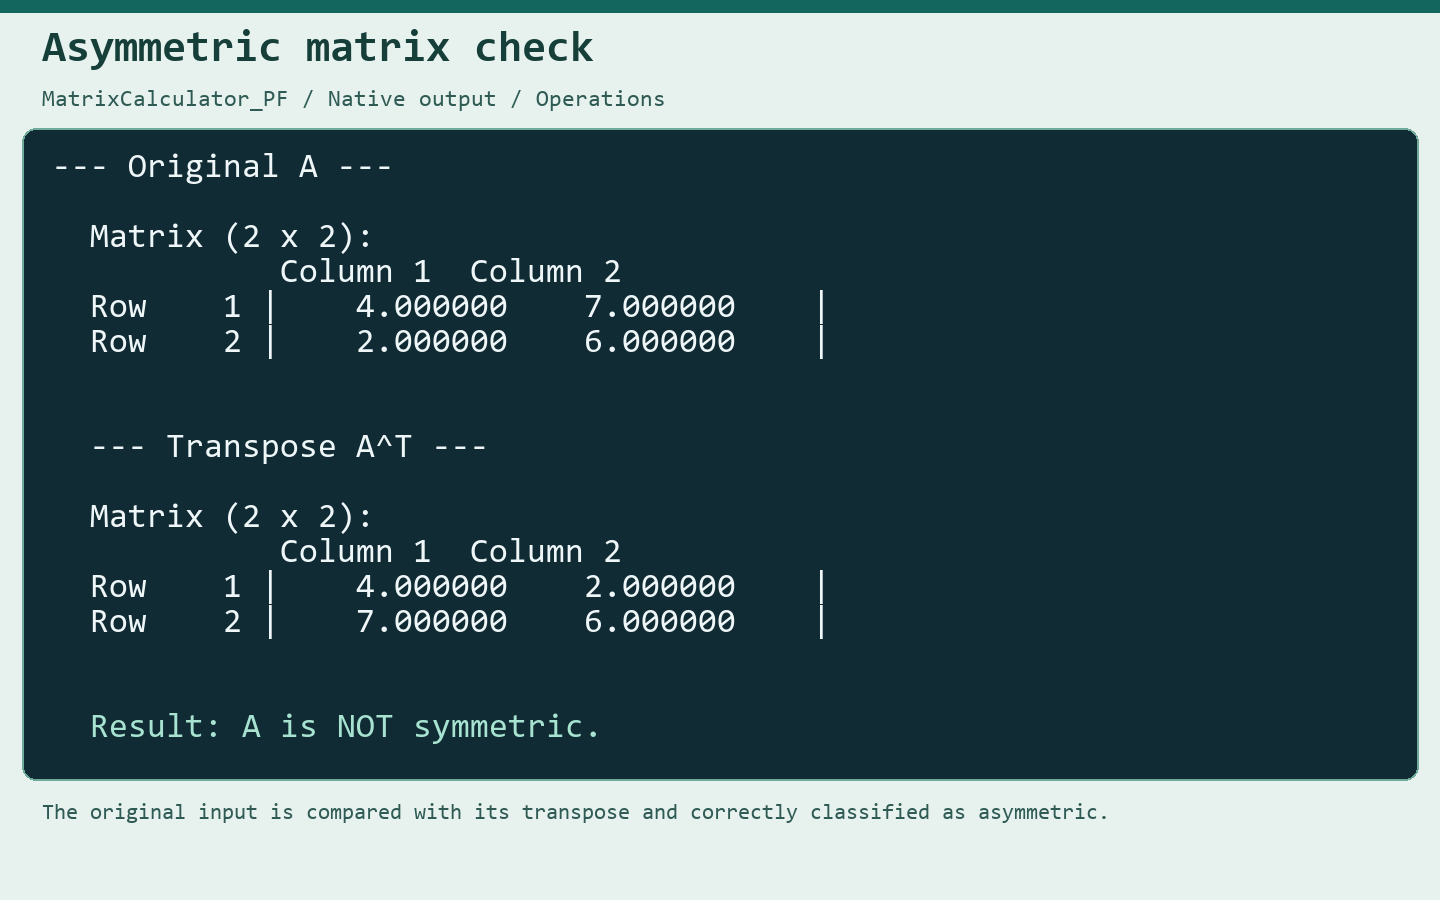 Asymmetric matrix check
MatrixCalculator_PF / Native output / Operations
--- Original A ---
Matrix (2 x 2):
Column 1  Column 2
Row    1 |    4.000000    7.000000    |
Row    2 |    2.000000    6.000000    |
--- Transpose A^T ---
Matrix (2 x 2):
Column 1  Column 2
Row    1 |    4.000000    2.000000    |
Row    2 |    7.000000    6.000000    |
Result: A is NOT symmetric.
The original input is compared with its transpose and correctly classified as asymmetric.